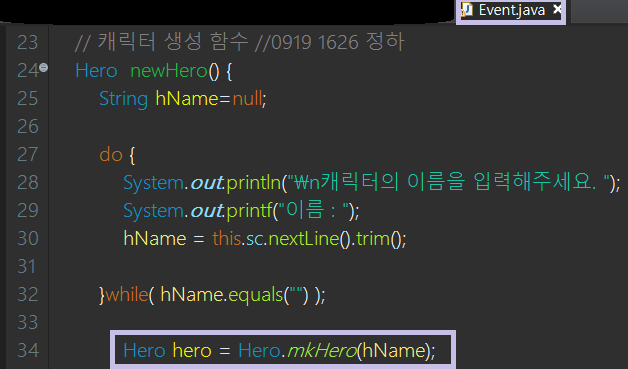 Event.java
23 // 캐릭터 생성 함수 //0919 1626 정하
24 Hero newHero() {
25 String hName=null;
26
27 do {
28 System.out.println("₩n캐릭터의 이름을 입력해주세요. ");
29 System.out.printf("이름 : ");
30 hName = this.sc.nextLine().trim();
31
32 }while( hName.equals("") );
33
34 Hero hero = Hero.mkHero(hName);